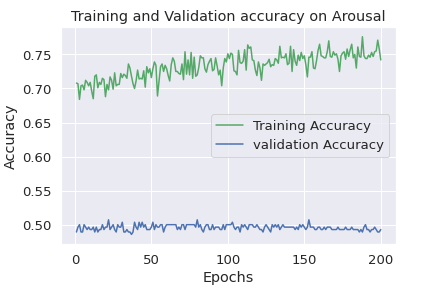 Training and Validation accuracy on Arousal
Accuracy
0.75
0.70
0.65
0.60
0.55
0.50
Training Accuracy
validation Accuracy
0
50
100
150
200
Epochs